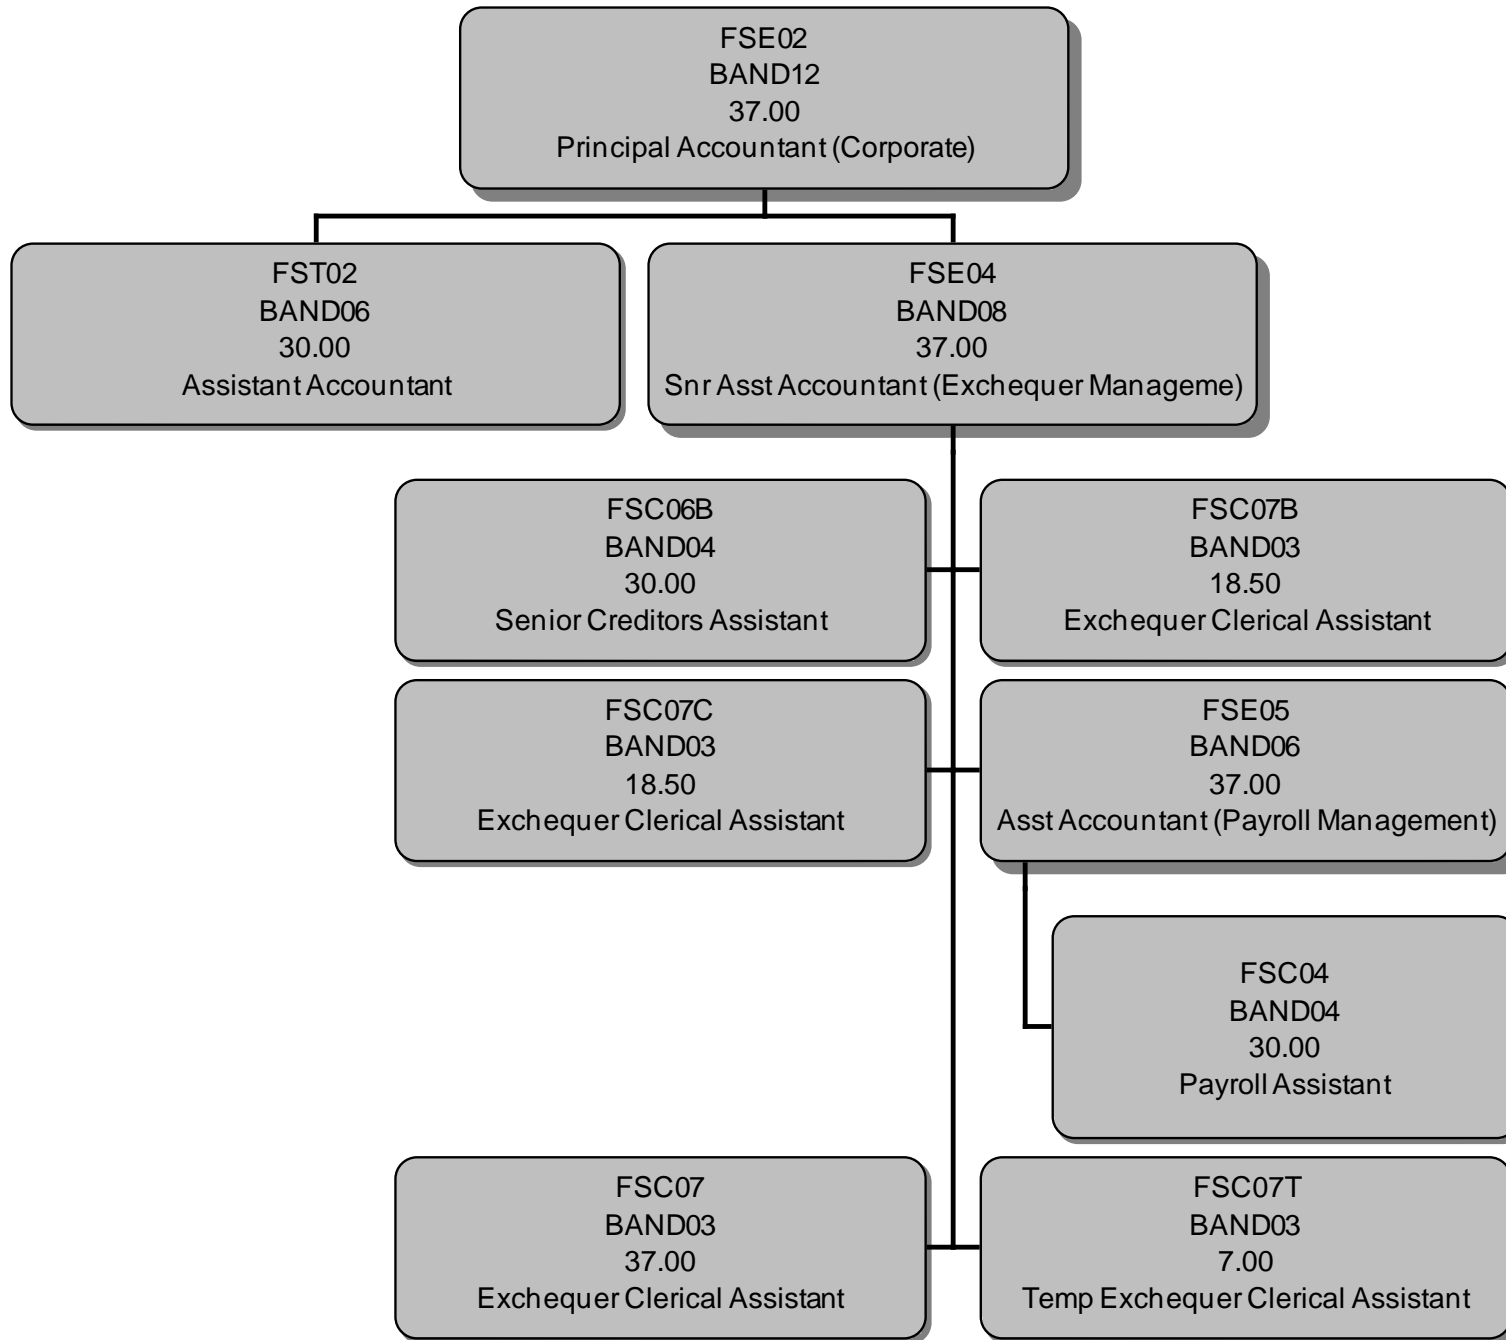 FSE02
BAND12
37.00
Principal Accountant (Corporate)
FST02
BAND06
30.00
Assistant Accountant
FSE04
BAND08
37.00
Snr Asst Accountant (Exchequer Manageme)
FSC06B
BAND04
30.00
Senior Creditors Assistant
FSC07B
BAND03
18.50
Exchequer Clerical Assistant
FSC07C
BAND03
18.50
Exchequer Clerical Assistant
FSE05
BAND06
37.00
Asst Accountant (Payroll Management)
FSC04
BAND04
30.00
Payroll Assistant
FSC07
BAND03
37.00
Exchequer Clerical Assistant
FSC07T
BAND03
7.00
Temp Exchequer Clerical Assistant